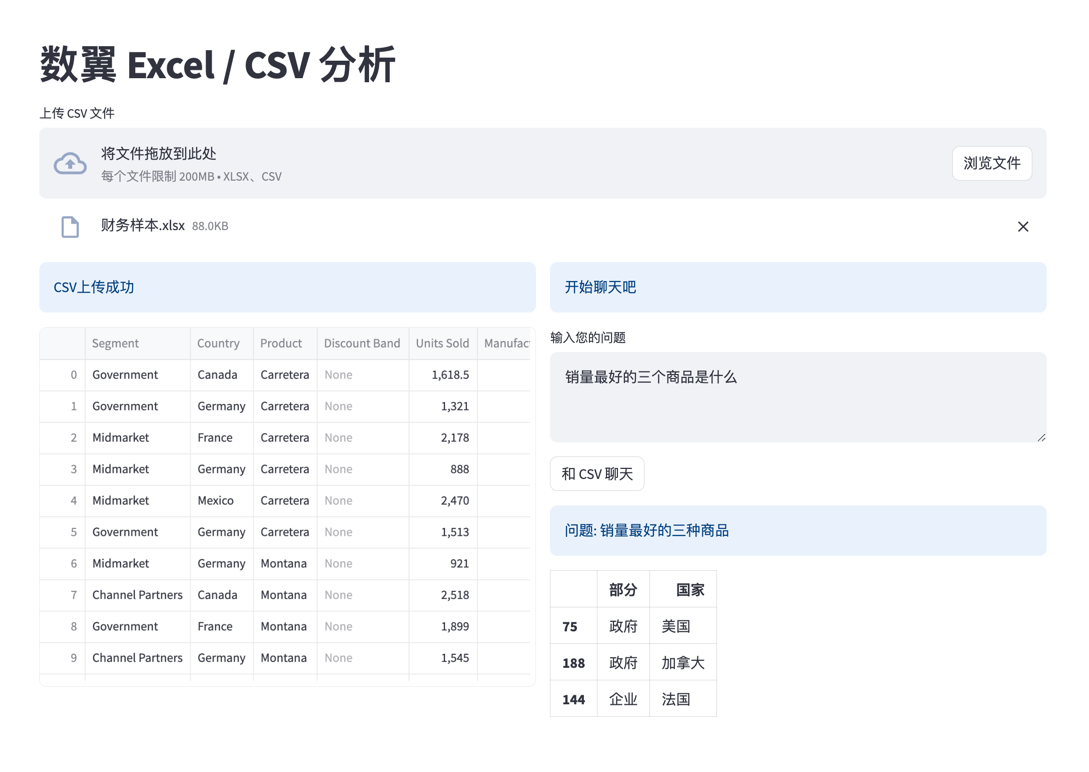 数翼 Excel / CSV 分析
上传 CSV 文件
将文件拖放到此处
每个文件限制 200MB • XLSX、CSV
浏览文件
财务样本.xlsx 88.0KB
CSV上传成功
Segment Country Product Discount Band Units Sold Manufac
0 Government Canada Carretera None 1,618.5
1 Government Germany Carretera None 1,321
2 Midmarket France Carretera None 2,178
3 Midmarket Germany Carretera None 888
4 Midmarket Mexico Carretera None 2,470
5 Government Germany Carretera None 1,513
6 Midmarket Germany Montana None 921
7 Channel Partners Canada Montana None 2,518
8 Government France Montana None 1,899
9 Channel Partners Germany Montana None 1,545
开始聊天吧
输入您的问题
销量最好的三个商品是什么
和 CSV 聊天
问题: 销量最好的三种商品
部分 国家
75 政府 美国
188 政府 加拿大
144 企业 法国